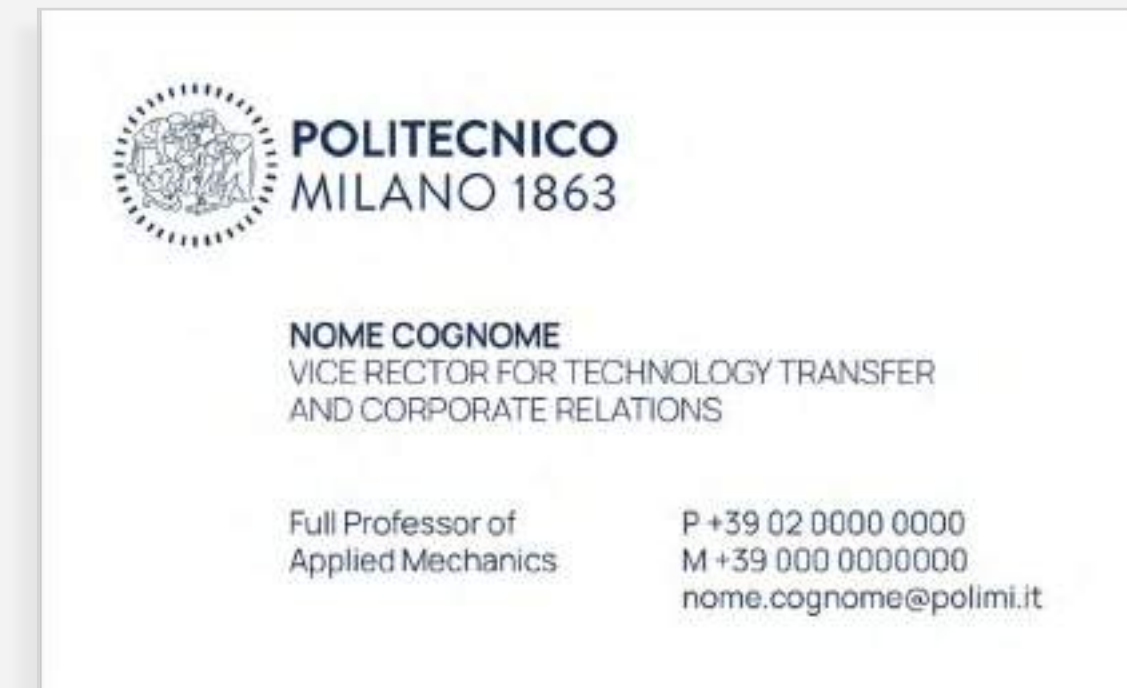 POLITECNICO
MILANO 1863
NOME COGNOME
VICE RECTOR FOR TECHNOLOGY TRANSFER
AND CORPORATE RELATIONS
Full Professor of
Applied Mechanics
P +39 02 0000 0000
M +39 000 0000000
nome.cognome@polimi.it